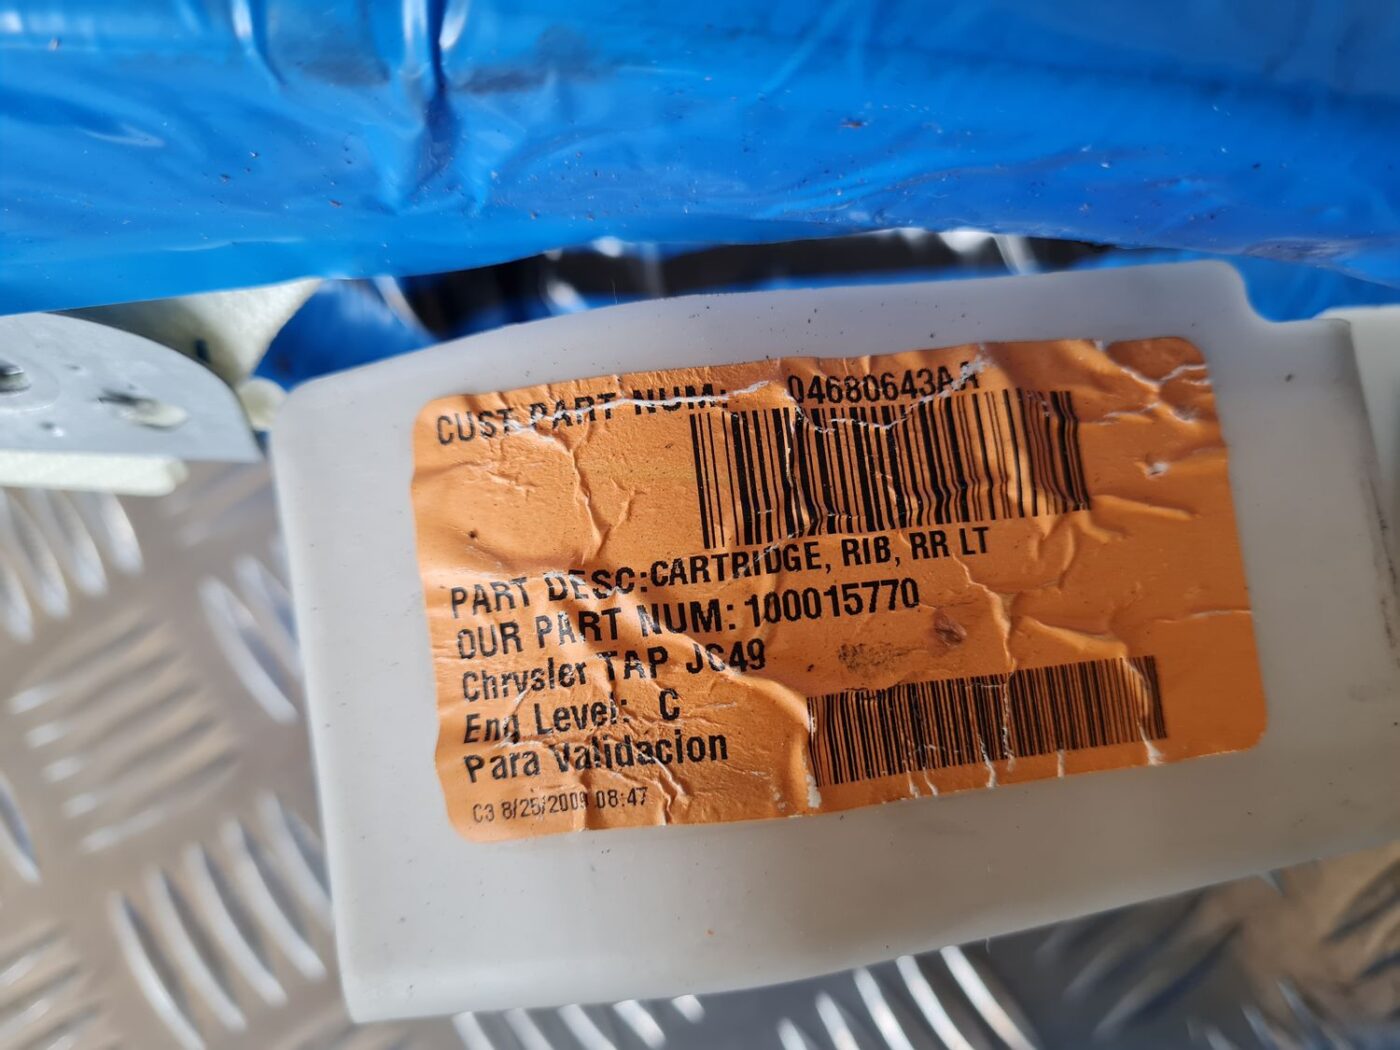 CUST.PART NUM: 04680643AA
PART DESC:CARTRIDGE, RIB, RR LT
OUR PART NUM: 100015770
Chrysler TAP JC49
Eng Level: C
Para Validacion
C3 8/25/2009 08:47